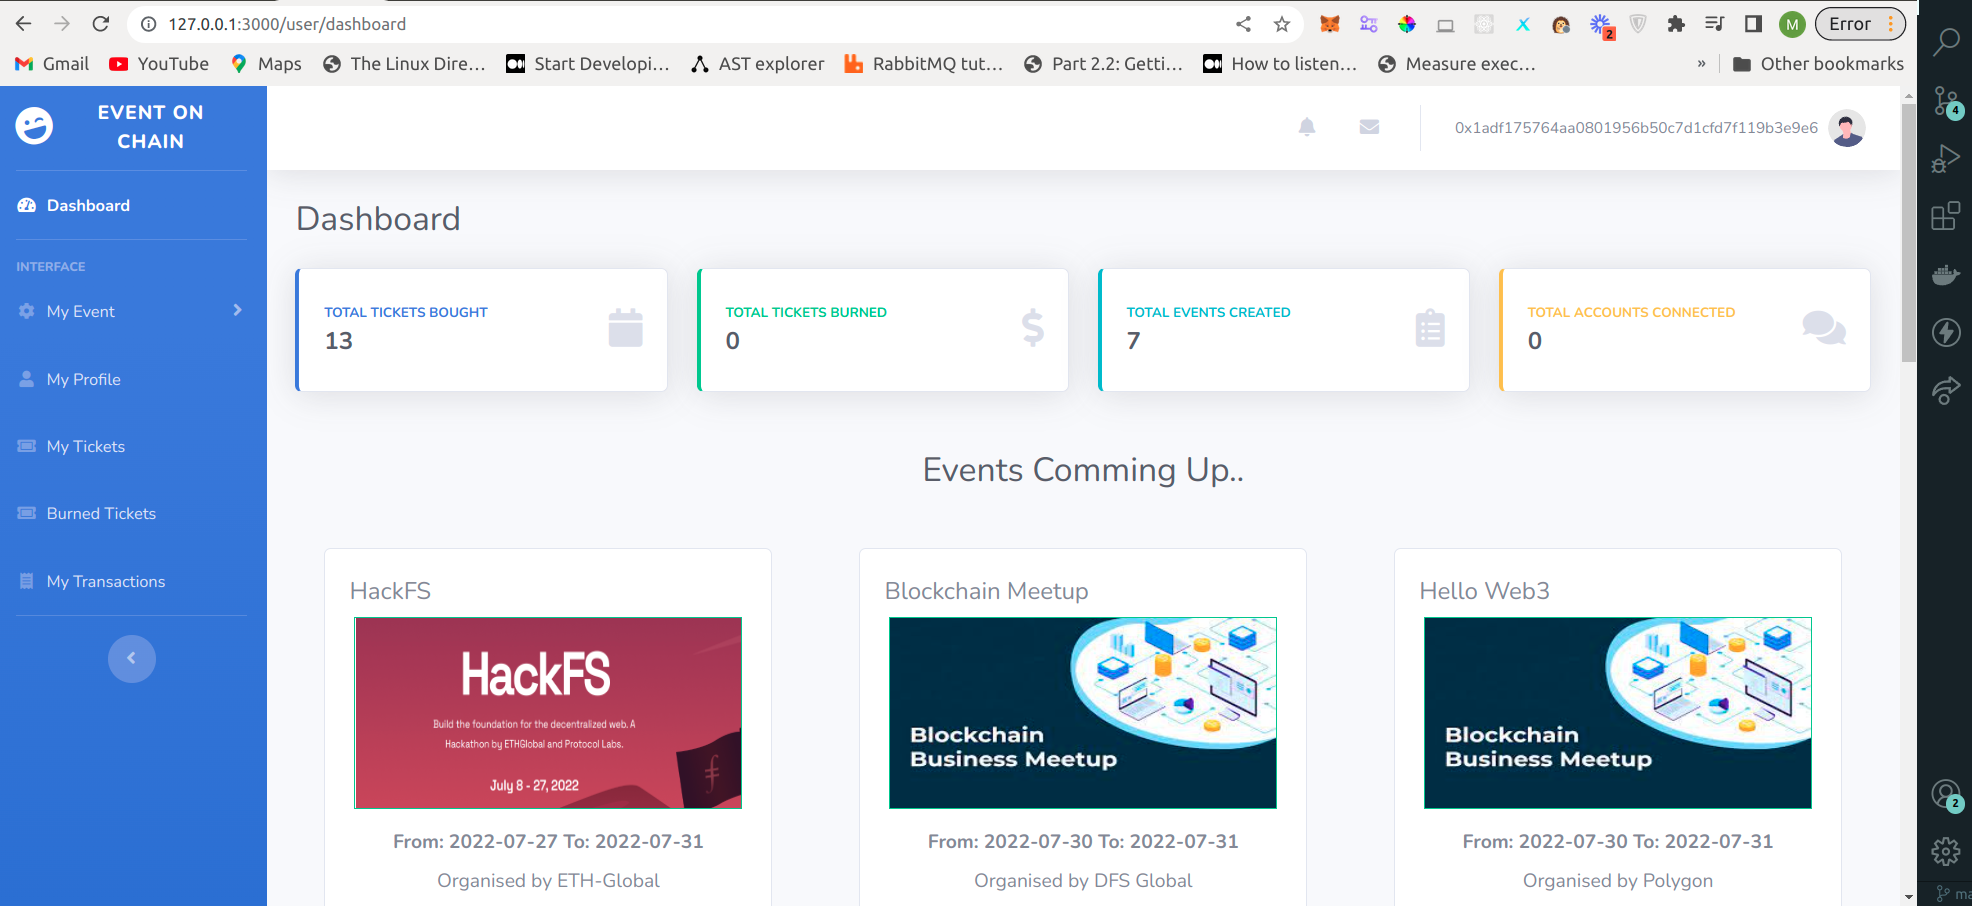 127.0.0.1:3000/user/dashboard
2
M
Error
Gmail
YouTube
Maps
The Linux Dire...
Start Developi...
AST explorer
RabbitMQ tut...
Part 2.2: Getti...
How to listen...
Measure exec...
»
Other bookmarks
EVENT ON
CHAIN
0x1adf175764aa0801956b50c7d1cfd7f119b3e9e6
4
Dashboard
INTERFACE
My Event
My Profile
My Tickets
Burned Tickets
My Transactions
Dashboard
TOTAL TICKETS BOUGHT
13
TOTAL TICKETS BURNED
0
TOTAL EVENTS CREATED
7
TOTAL ACCOUNTS CONNECTED
0
Events Comming Up..
HackFS
HackFS
Build the foundation for the decentralized web. A
Hackathon by ETHGlobal and Protocol Labs.
July 8 - 27, 2022
From: 2022-07-27 To: 2022-07-31
Organised by ETH-Global
Blockchain Meetup
Blockchain
Business Meetup
From: 2022-07-30 To: 2022-07-31
Organised by DFS Global
Hello Web3
Blockchain
Business Meetup
From: 2022-07-30 To: 2022-07-31
Organised by Polygon
2